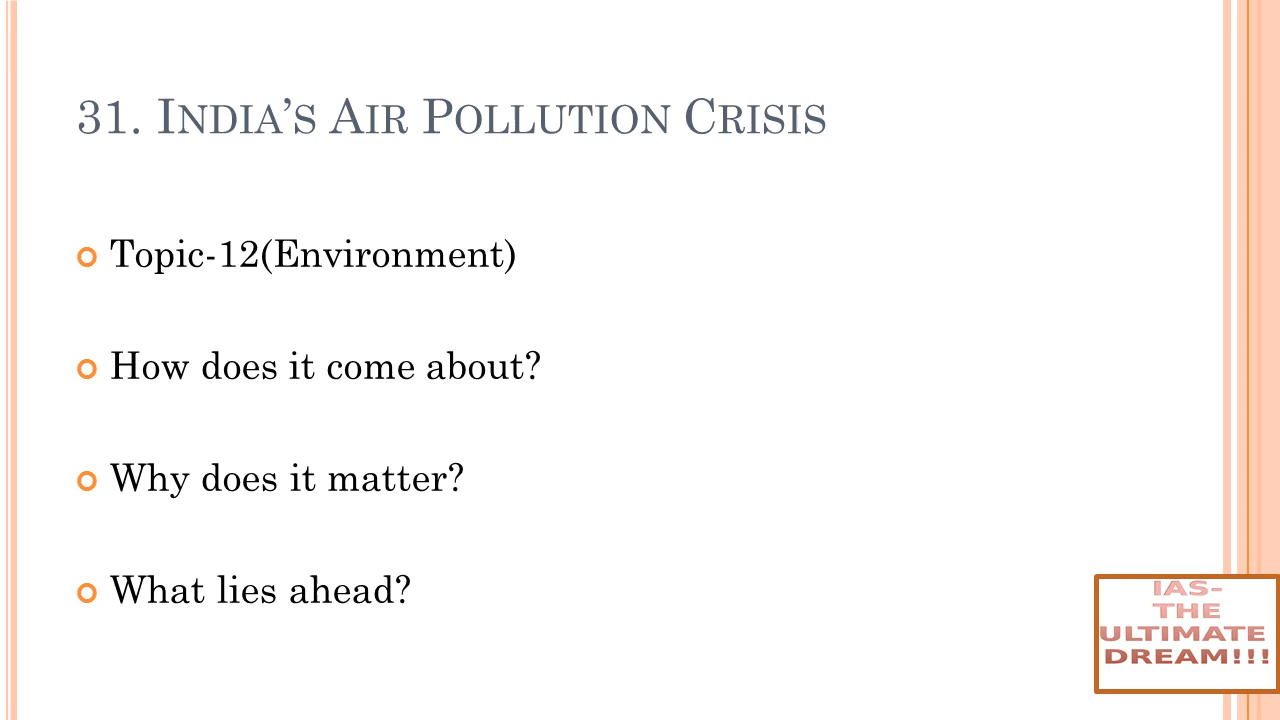 31. India's Air Pollution Crisis
Topic-12(Environment)
How does it come about?
Why does it matter?
What lies ahead?
IAS-
THE
ULTIMATE
DREAM!!!